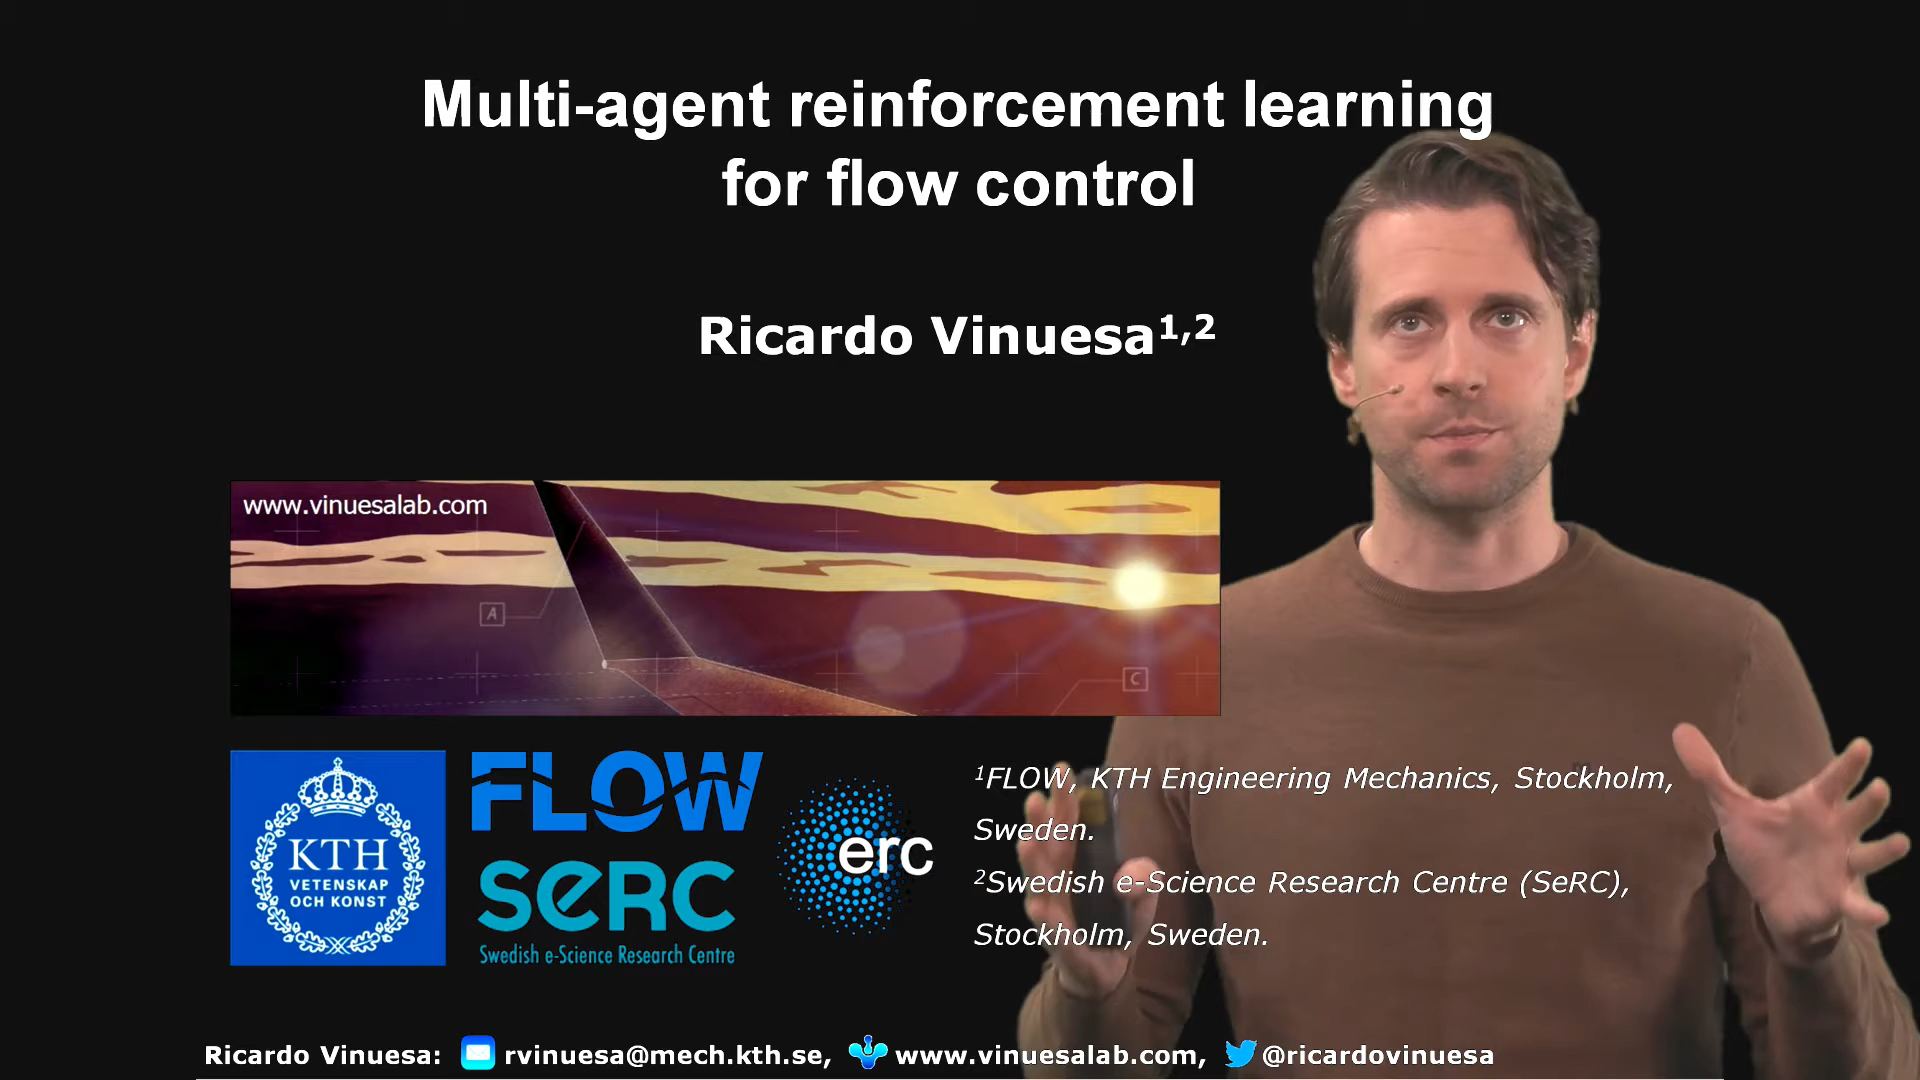 Multi-agent reinforcement learning
for flow control
Ricardo Vinuesa1,2
www.vinuesalab.com
A
C
KTH
VETENSKAP
OCH KONST
FLOW
SeRC
Swedish e-Science Research Centre
erc
1FLOW, KTH Engineering Mechanics, Stockholm,
Sweden.
2Swedish e-Science Research Centre (SeRC),
Stockholm, Sweden.
Ricardo Vinuesa: rvinuesa@mech.kth.se, www.vinuesalab.com, @ricardovinuesa